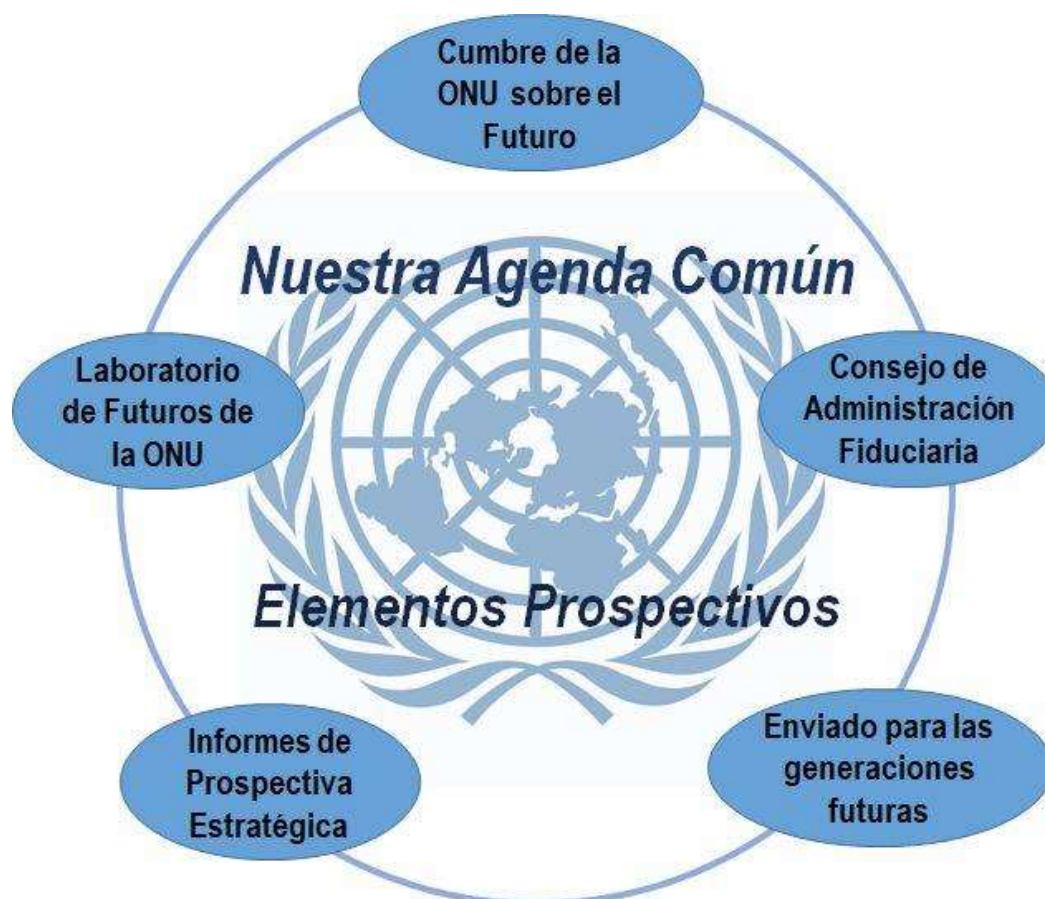 Cumbre de la
ONU sobre el
Futuro
Nuestra Agenda Común
Laboratorio
de Futuros de
la ONU
Consejo de
Administración
Fiduciaria
Elementos Prospectivos
Informes de
Prospectiva
Estratégica
Enviado para las
generaciones
futuras